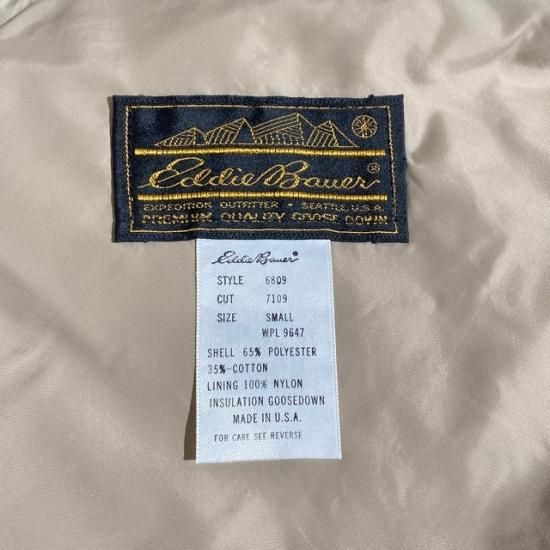 Eddie Bauer®
EXPEDITION OUTFITTER • SEATTLE, U.S.A.
PREMIUM QUALITY GOOSE DOWN
Eddie Bauer®
STYLE 6809
CUT 7109
SIZE SMALL
WPL 9647
SHELL 65% POLYESTER
35%-COTTON
LINING 100% NYLON
INSULATION GOOSEDOWN
MADE IN U.S.A.
FOR CARE SEE REVERSE